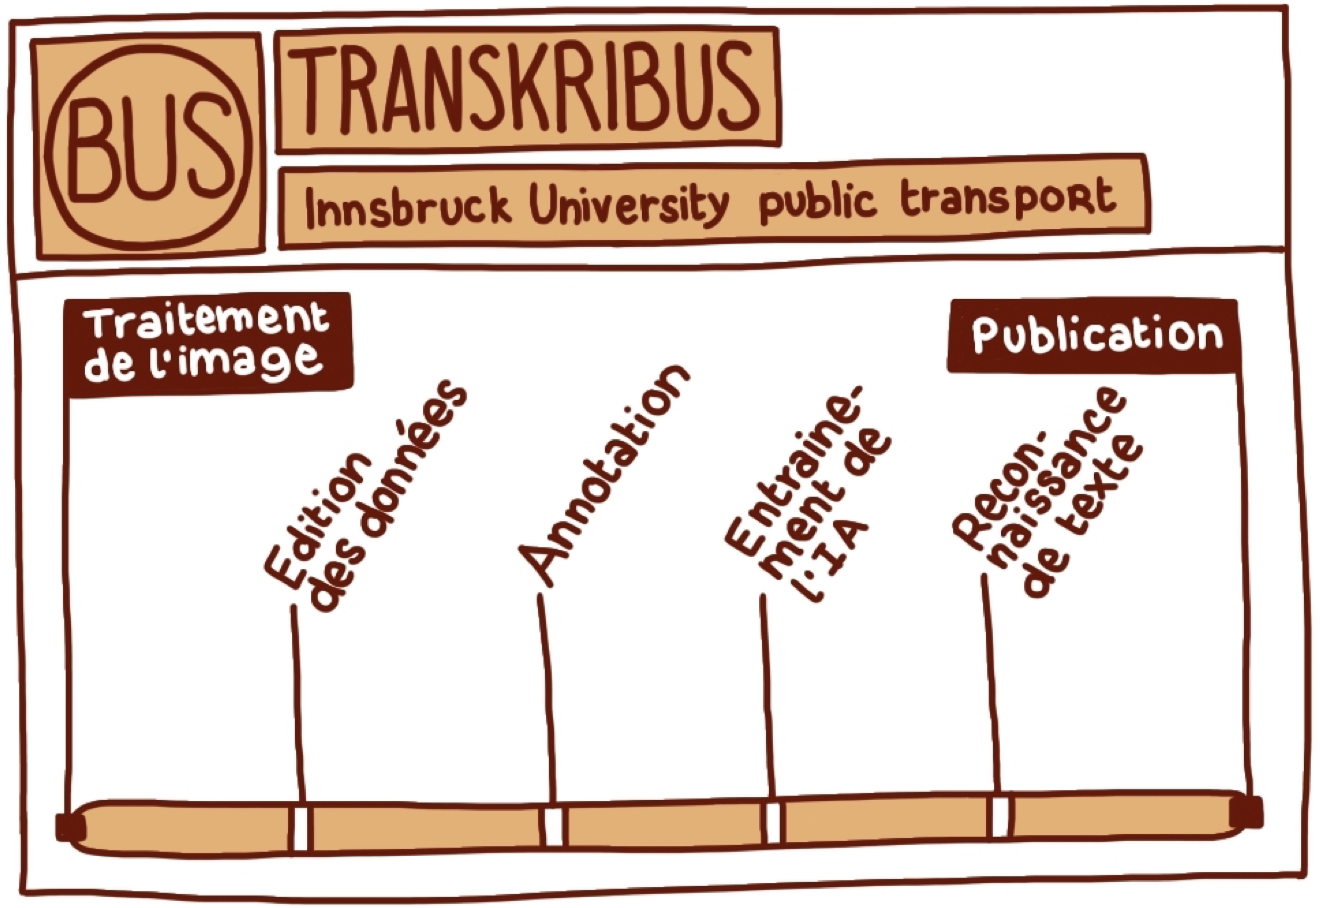 BUS
TRANSKRIBUS
Innsbruck University public transport
Traitement
de l'image
Edition
des données
Annotation
Entraine-
ment de
l'IA
Recon-
naissance
de texte
Publication